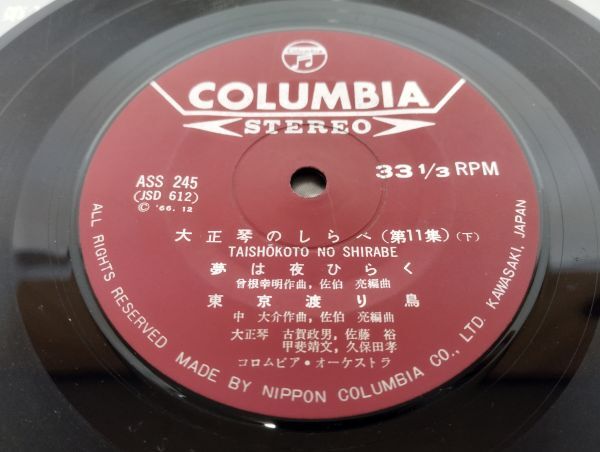 COLUMBIA
STEREO
ASS 245
(JSD 612)
© '66. 12
33 1/3 RPM
大正琴のしらべ(第11集)(下)
TAISHŌKOTO NO SHIRABE
夢は夜ひらく
曾根幸明作曲, 佐伯 亮編曲
東京渡り鳥
中 大介作曲, 佐伯 亮編曲
大正琴 古賀政男, 佐藤 裕
甲斐靖文, 久保田孝
コロムビア・オーケストラ
ALL RIGHTS RESERVED MADE BY NIPPON COLUMBIA CO., LTD. KAWASAKI, JAPAN